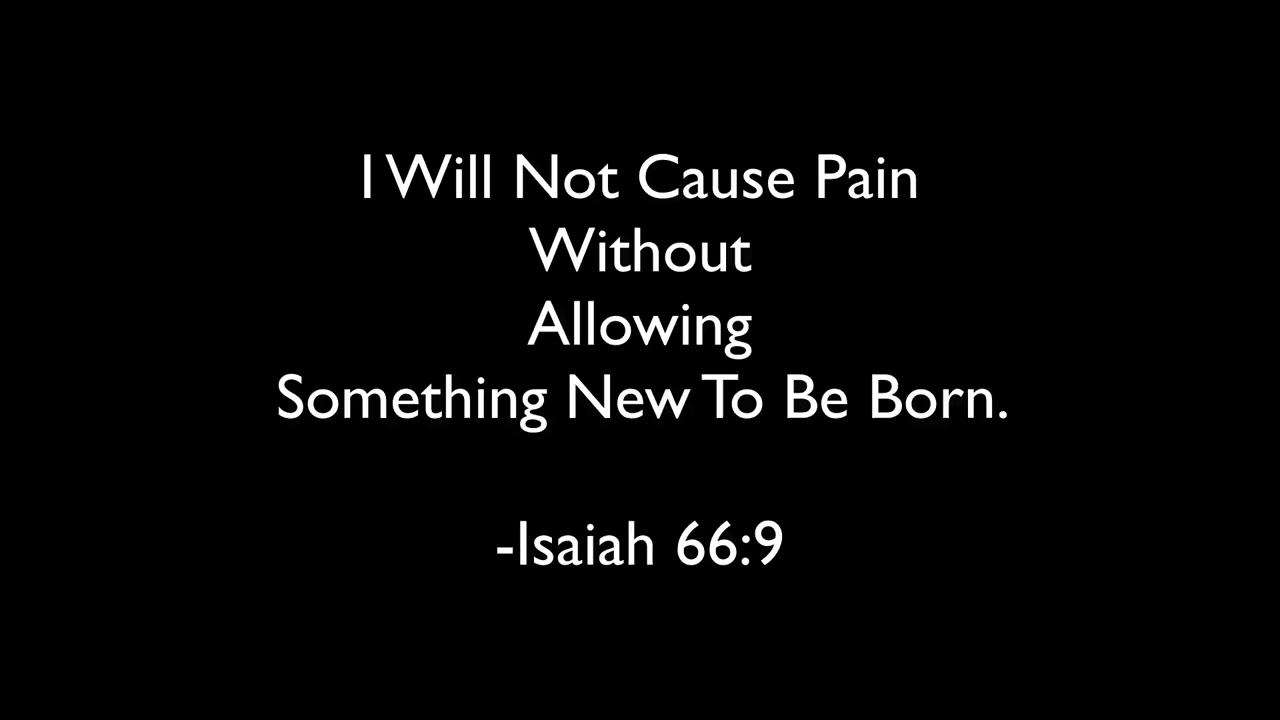 I Will Not Cause Pain
Without
Allowing
Something New To Be Born.
-Isaiah 66:9